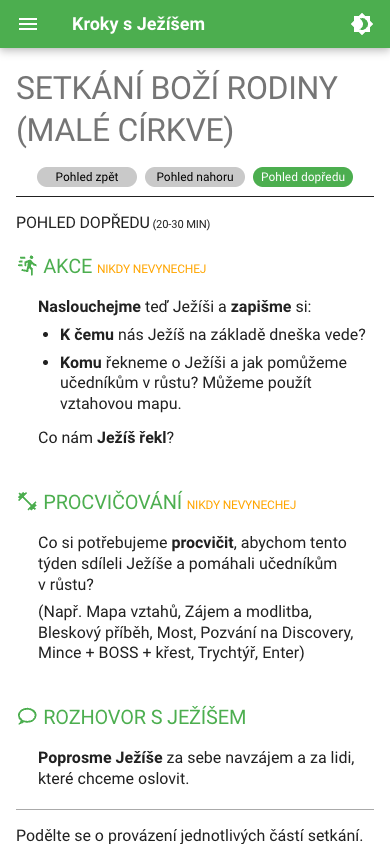 Kroky s Ježíšem
SETKÁNÍ BOŽÍ RODINY
(MALÉ CÍRKVE)
Pohled zpět
Pohled nahoru
Pohled dopředu
POHLED DOPŘEDU (20-30 MIN)
AKCE NIKDY NEVYNECHEJ
Naslouchejme teď Ježíši a zapišme si:
• K čemu nás Ježíš na základě dneška vede?
• Komu řekneme o Ježíši a jak pomůžeme
učedníkům v růstu? Můžeme použít
vztahovou mapu.
Co nám Ježíš řekl?
PROCVIČOVÁNÍ NIKDY NEVYNECHEJ
Co si potřebujeme procvičit, abychom tento
týden sdíleli Ježíše a pomáhali učedníkům
v růstu?
(Např. Mapa vztahů, Zájem a modlitba,
Bleskový příběh, Most, Pozvání na Discovery,
Mince + BOSS + křest, Trychtýř, Enter)
ROZHOVOR S JEŽÍŠEM
Poprosme Ježíše za sebe navzájem a za lidi,
které chceme oslovit.
Podělte se o provázení jednotlivých částí setkání.